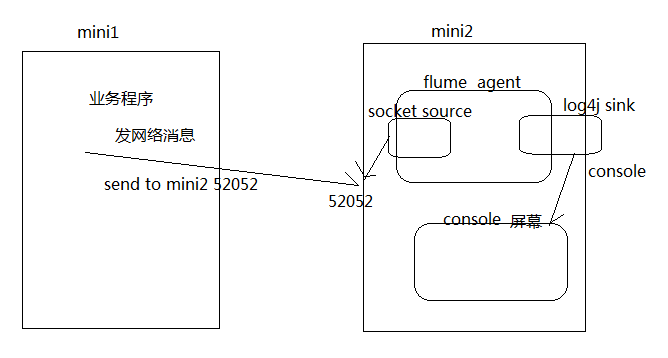 mini1
业务程序
发网络消息
send to mini2 52052
mini2
flume agent
socket source
log4j sink
console
52052
console 屏幕